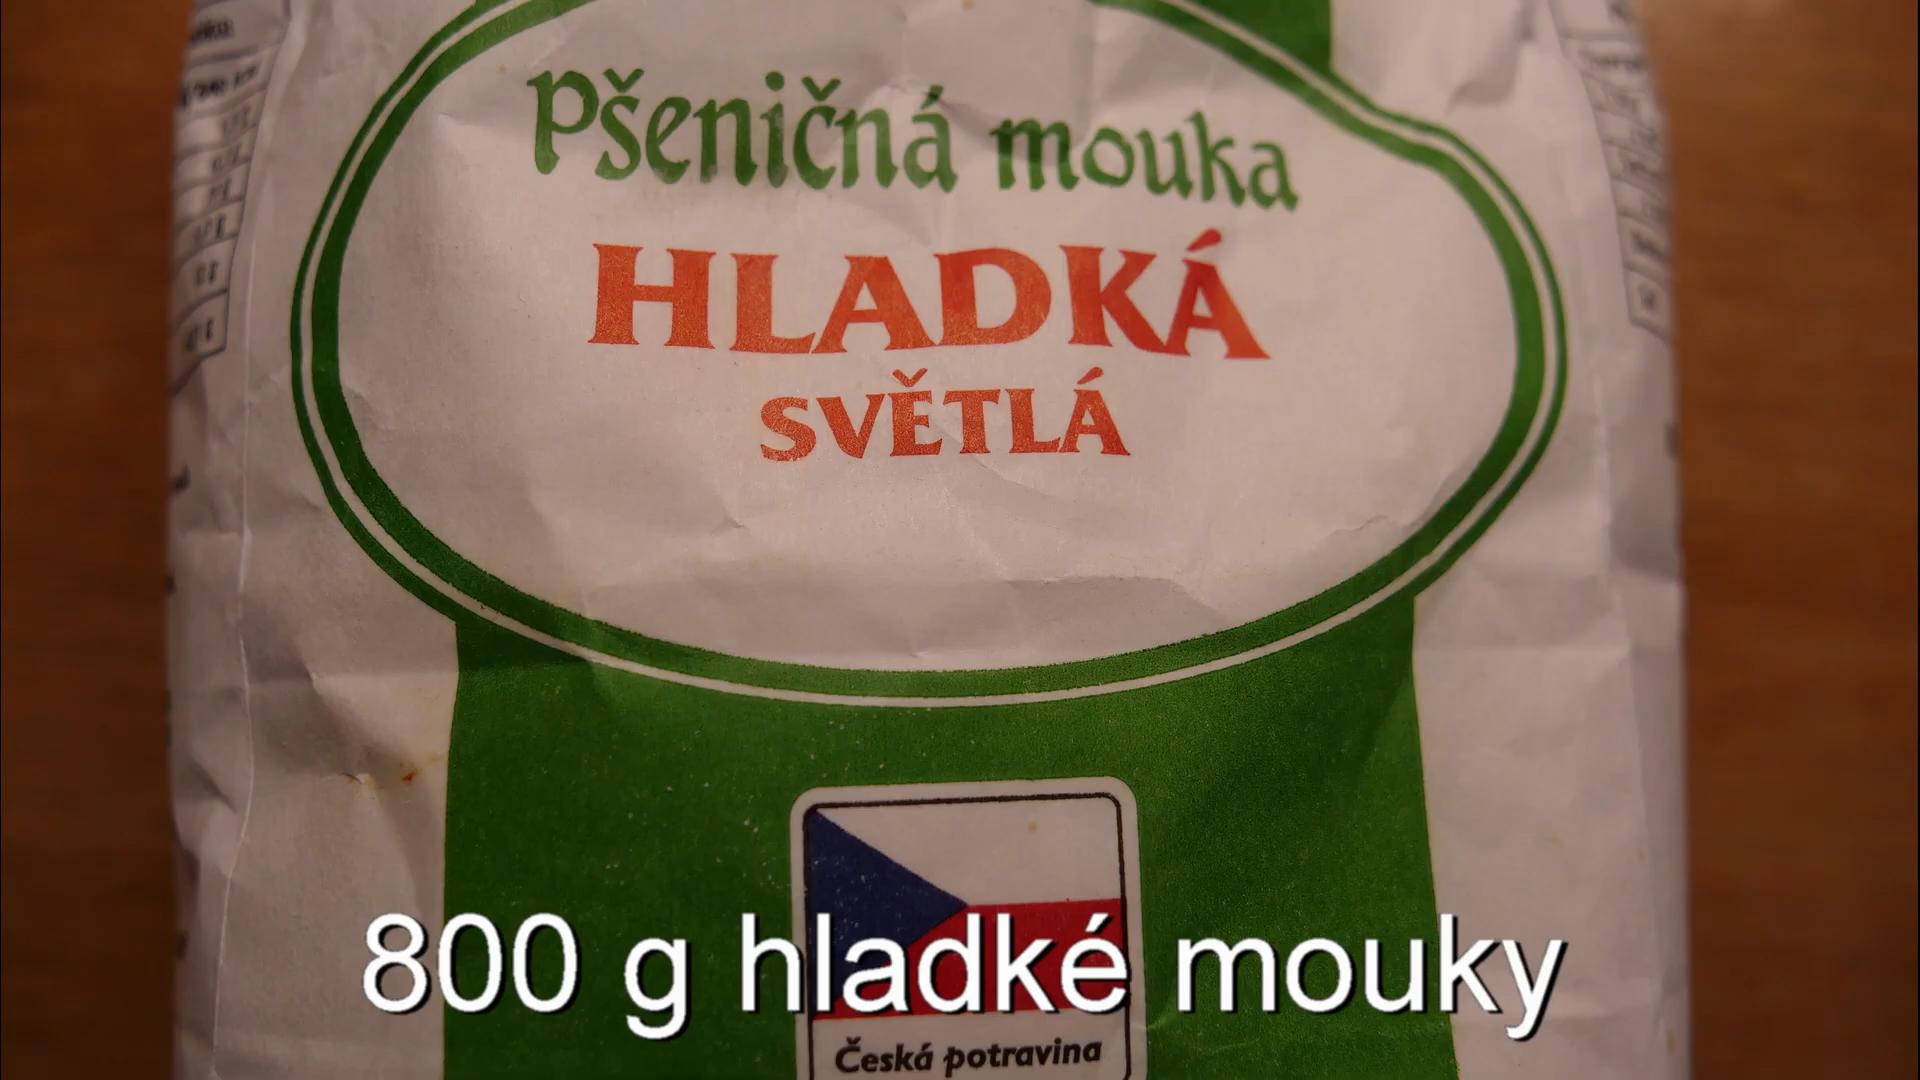 Pšeničná mouka
HLADKÁ
SVĚTLÁ
800 g hladké mouky
Česká potravina